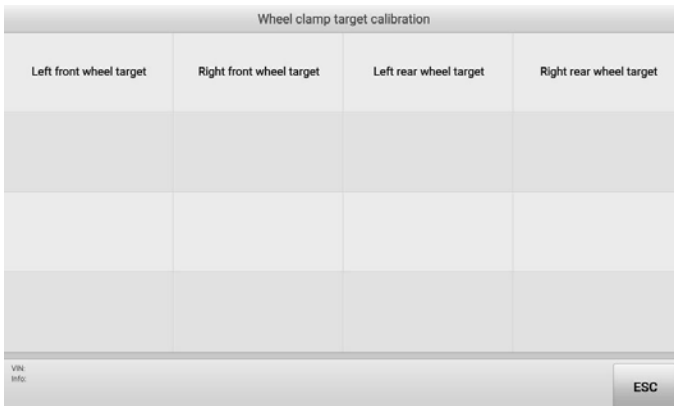 Wheel clamp target calibration
Left front wheel target Right front wheel target Left rear wheel target Right rear wheel target
VIN:
Info:
ESC